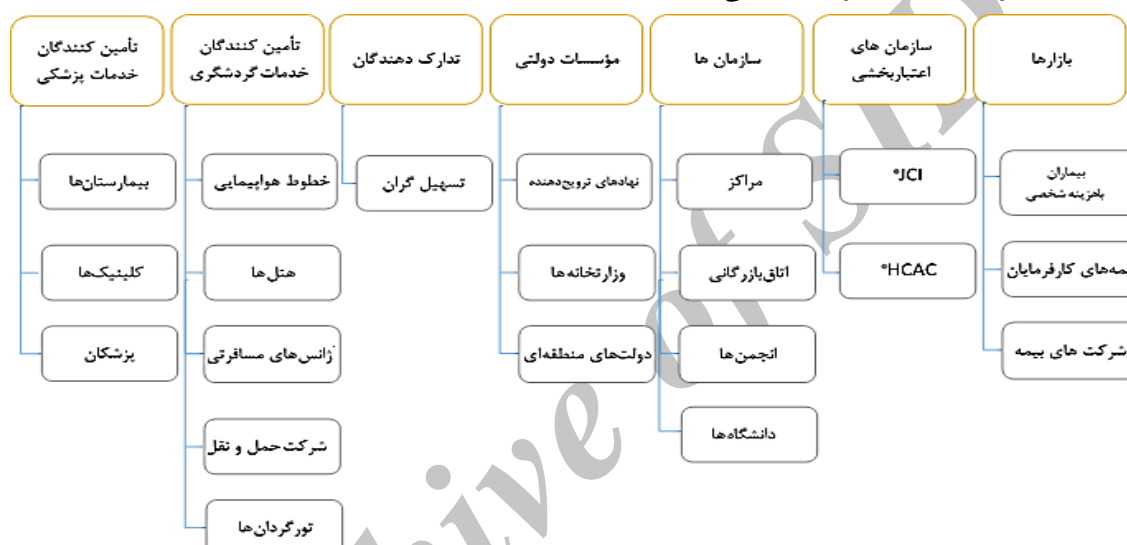 بازارها
بیماران
باهزینه شخصی
یمه‌های کارفرمایان
شرکت های بیمه
سازمان های
اعتباربخشی
°JCI
°HCAC
سازمان ها
مراکز
اتاق‌بازرگانی
انجمن‌ها
دانشگاه‌ها
مؤسسات دولتی
نهادهای ترویج‌دهنده
وزارتخانه‌ها
دولت‌های منطقه‌ای
تدارک دهندگان
تسهیل گران
تأمین کنندگان
خدمات گردشگری
خطوط هواپیمایی
هتل‌ها
آژانس‌های مسافرتی
شرکت حمل و نقل
تورگردان‌ها
تأمین کنندگان
خدمات پزشکی
بیمارستان‌ها
کلینیک‌ها
پزشکان